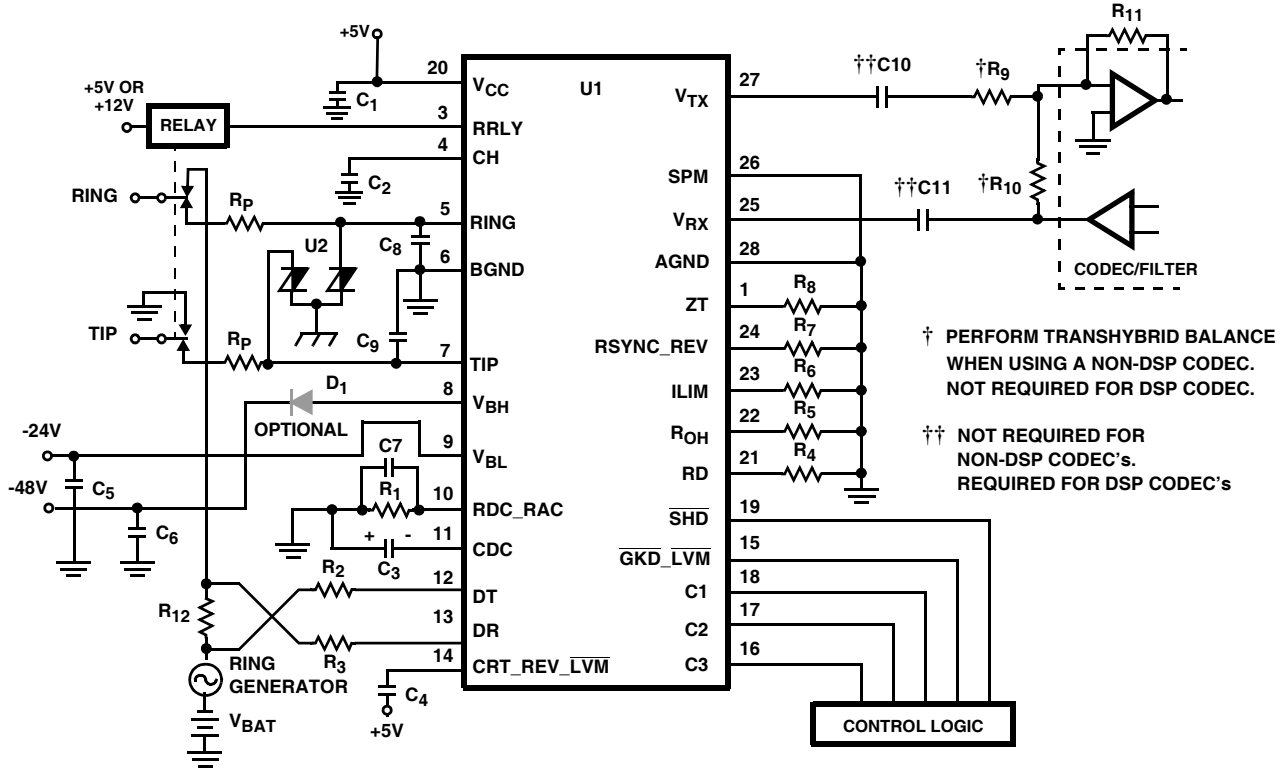 +5V
20
VCC
C1
+5V OR
+12V
RELAY
3
RRLY
4
CH
C2
RING
RP
5
RING
U2
C8
6
BGND
TIP
RP
C9
7
TIP
D1
8
VBH
OPTIONAL
-24V
9
VBL
C5
-48V
C6
C7
R1
10
RDC_RAC
+ -
11
CDC
C3
R2
12
DT
R12
13
DR
R3
RING
GENERATOR
14
CRT_REV_LVM
C4
+5V
VBAT
U1
VTX
27
††C10
†R9
R11
SPM
26
†R10
VRX
25
††C11
AGND
28
CODEC/FILTER
ZT
1
R8
RSYNC_REV
24
R7
ILIM
23
R6
ROH
22
R5
RD
21
R4
SHD
19
GKD_LVM
15
C1
18
C2
17
C3
16
CONTROL LOGIC
† PERFORM TRANSHYBRID BALANCE
WHEN USING A NON-DSP CODEC.
NOT REQUIRED FOR DSP CODEC.
†† NOT REQUIRED FOR
NON-DSP CODEC's.
REQUIRED FOR DSP CODEC's